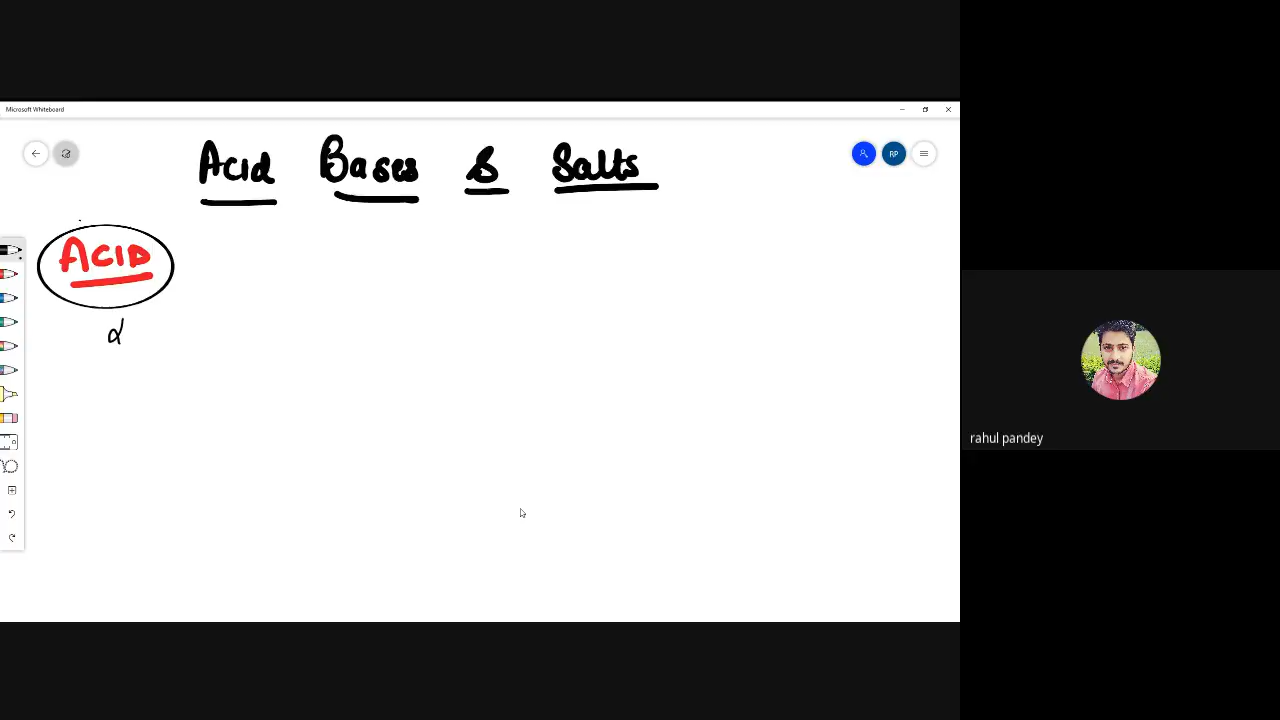 Microsoft Whiteboard
Acid Bases & Salts
RP
ACID
d
rahul pandey